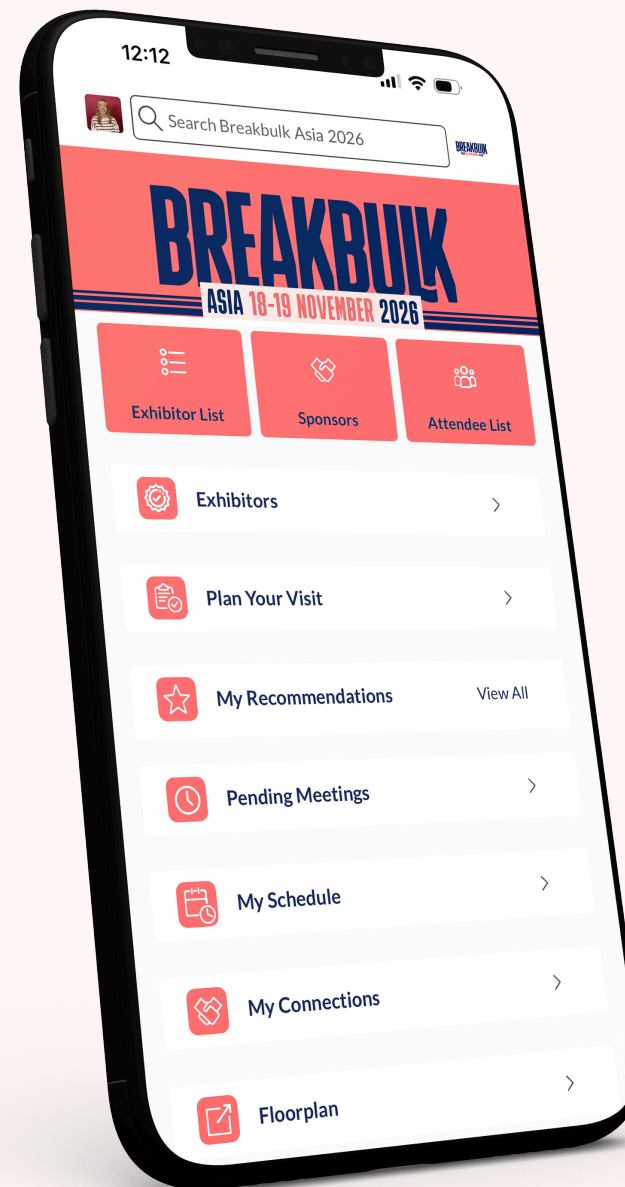 12:12
Search Breakbulk Asia 2026
BREAKBULK
BREAKBULK
ASIA 18-19 NOVEMBER 2026
Exhibitor List
Sponsors
Attendee List
Exhibitors
Plan Your Visit
My Recommendations
View All
Pending Meetings
My Schedule
My Connections
Floorplan